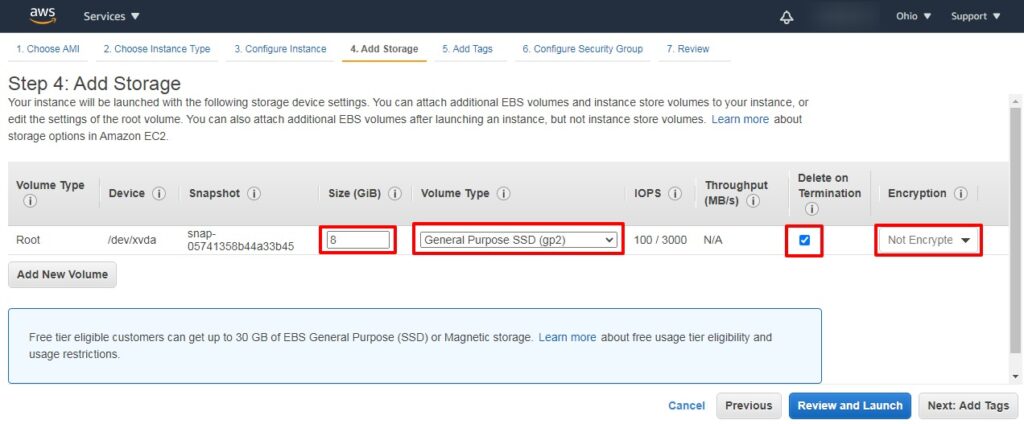 aws Services Ohio Support
1. Choose AMI 2. Choose Instance Type 3. Configure Instance 4. Add Storage 5. Add Tags 6. Configure Security Group 7. Review
Step 4: Add Storage
Your instance will be launched with the following storage device settings. You can attach additional EBS volumes and instance store volumes to your instance, or
edit the settings of the root volume. You can also attach additional EBS volumes after launching an instance, but not instance store volumes. Learn more about
storage options in Amazon EC2.
Volume Type Device Snapshot Size (GiB) Volume Type IOPS Throughput (MB/s) Delete on Termination Encryption
Root /dev/xvda snap-05741358b44a33b45 8 General Purpose SSD (gp2) 100 / 3000 N/A Not Encrypte
Add New Volume
Free tier eligible customers can get up to 30 GB of EBS General Purpose (SSD) or Magnetic storage. Learn more about free usage tier eligibility and
usage restrictions.
Cancel Previous Review and Launch Next: Add Tags